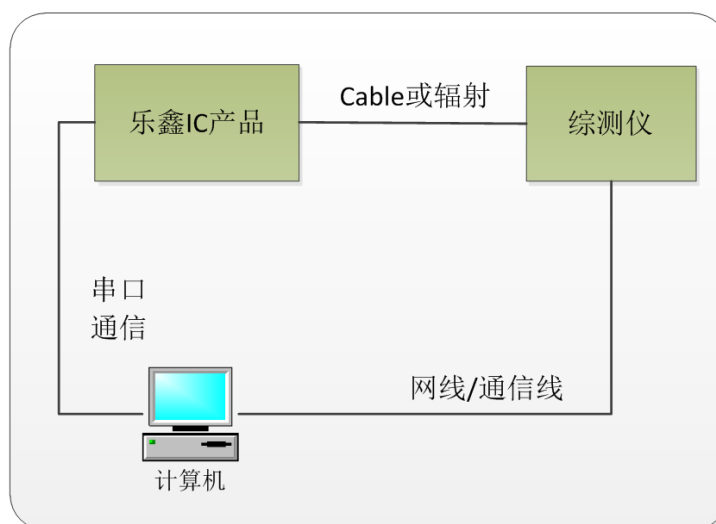 Cable或辐射
乐鑫IC产品
综测仪
串口
通信
网线/通信线
计算机